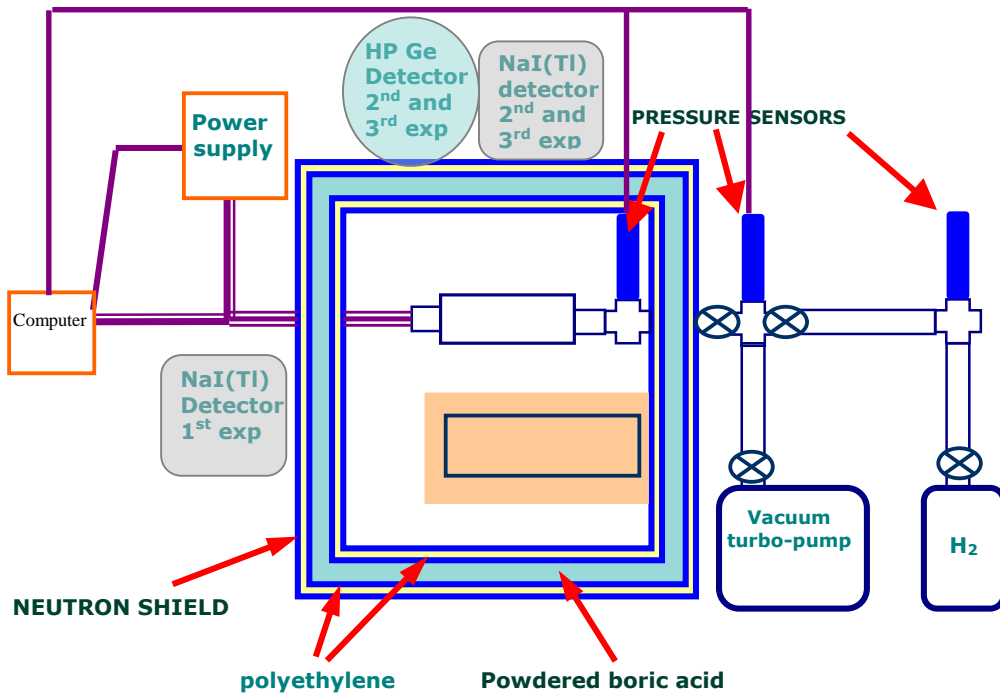 HP Ge
Detector
2nd and
3rd exp
NaI(Tl)
detector
2nd and
3rd exp
Power
supply
PRESSURE SENSORS
Computer
NaI(Tl)
Detector
1st exp
Vacuum
turbo-pump
H2
NEUTRON SHIELD
polyethylene
Powdered boric acid